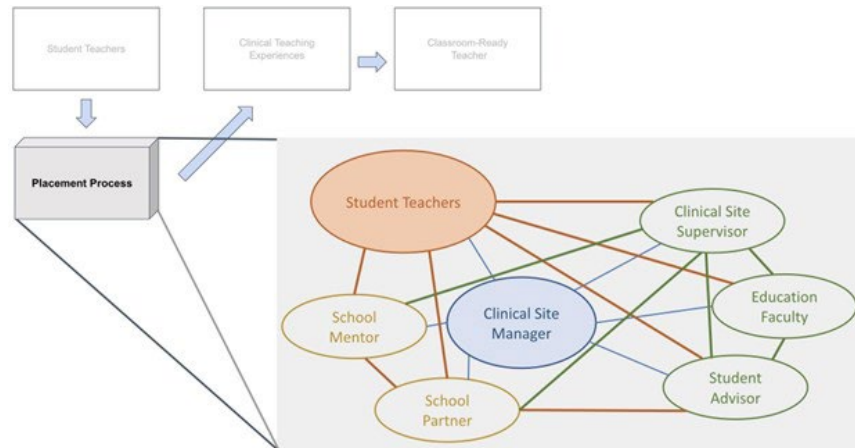 Student Teachers
Clinical Teaching
Experiences
Classroom-Ready
Teacher
Placement Process
Student Teachers
Clinical Site
Supervisor
Education
Faculty
School
Mentor
Clinical Site
Manager
Student
Advisor
School
Partner